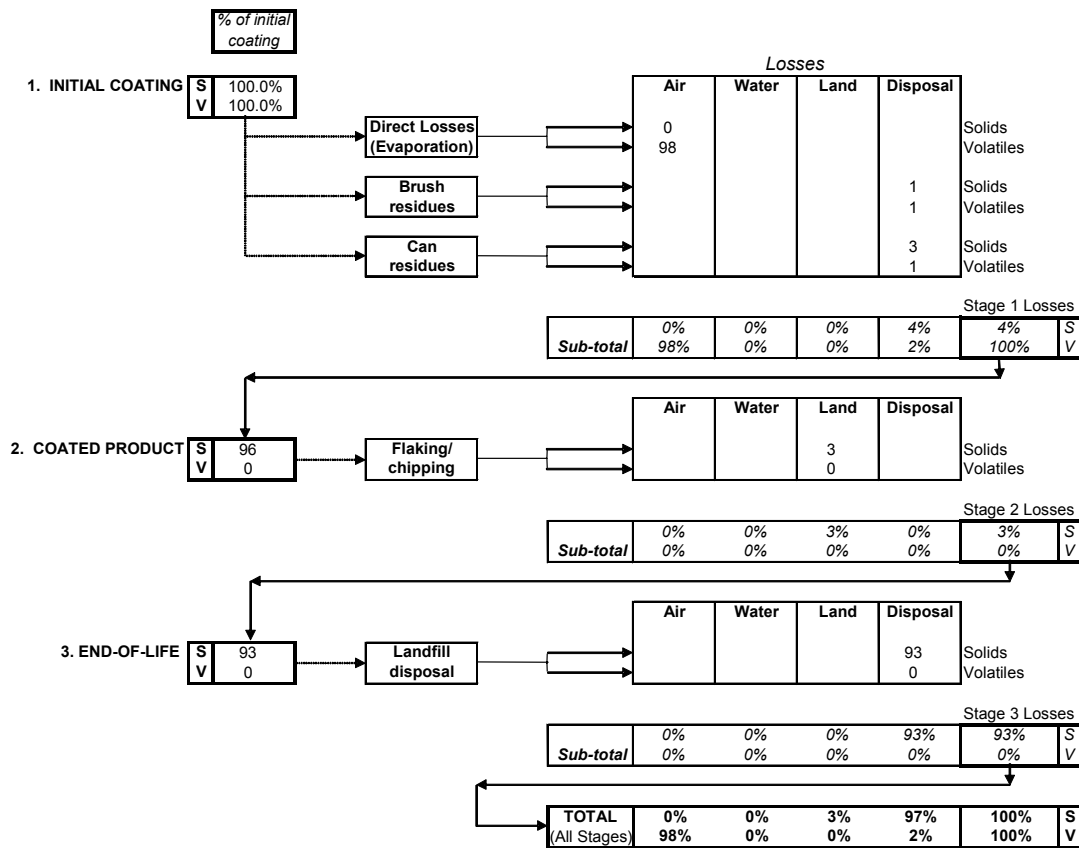 % of initial
coating
Losses
1. INITIAL COATING S 100.0%
V 100.0%
Air Water Land Disposal
Direct Losses
(Evaporation)
0 Solids
98 Volatiles
Brush
residues
1 Solids
1 Volatiles
Can
residues
3 Solids
1 Volatiles
Stage 1 Losses
0% 0% 0% 4% 4% S
Sub-total 98% 0% 0% 2% 100% V
Air Water Land Disposal
2. COATED PRODUCT S 96
V 0
Flaking/
chipping
3 Solids
0 Volatiles
Stage 2 Losses
0% 0% 3% 0% 3% S
Sub-total 0% 0% 0% 0% 0% V
Air Water Land Disposal
3. END-OF-LIFE S 93
V 0
Landfill
disposal
93 Solids
0 Volatiles
Stage 3 Losses
0% 0% 0% 93% 93% S
Sub-total 0% 0% 0% 0% 0% V
TOTAL 0% 0% 3% 97% 100% S
(All Stages) 98% 0% 0% 2% 100% V